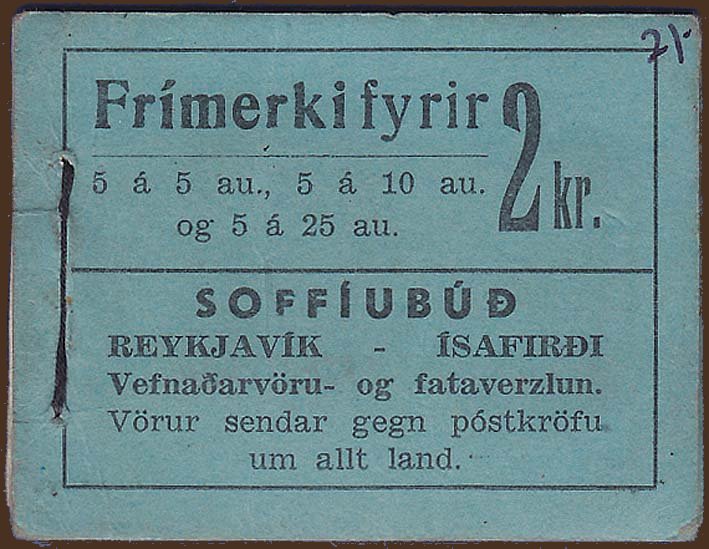 Frímerki fyrir 2 kr.
5 á 5 au., 5 á 10 au.
og 5 á 25 au.
SOFFÍUBÚÐ
REYKJAVÍK - ÍSAFIRÐI
Vefnaðarvöru- og fataverzlun.
Vörur sendar gegn póstkröfu
um allt land.